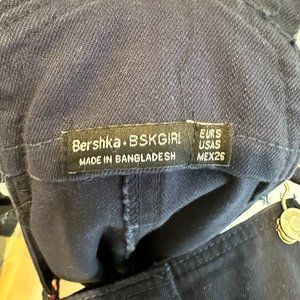 Bershka · BSKGIRL
MADE IN BANGLADESH
EUR S
USA S
MEX 26